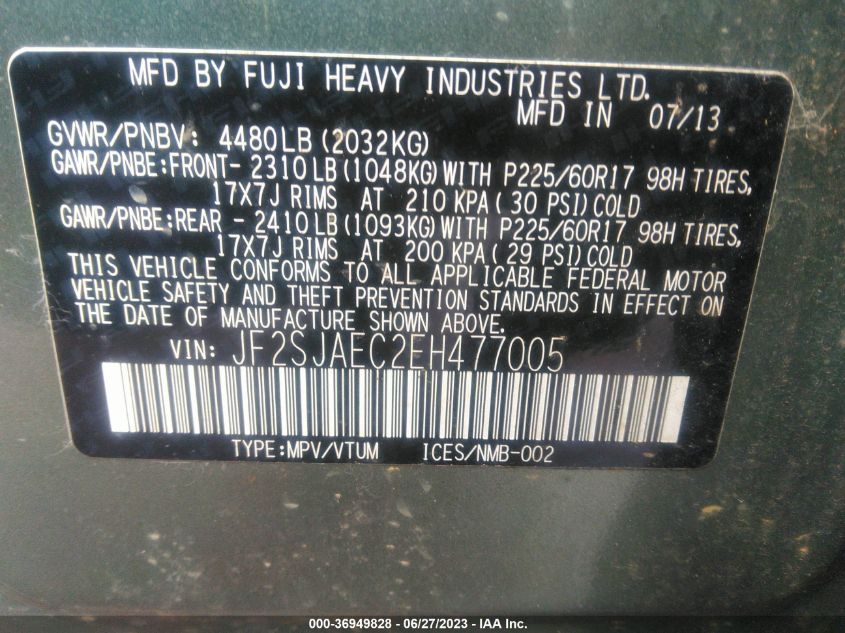 MFD BY FUJI HEAVY INDUSTRIES LTD.
MFD IN 07/13
GVWR/PNBV: 4480LB(2032KG)
GAWR/PNBE:FRONT- 2310LB(1048KG)WITH P225/60R17 98H TIRES,
17X7J RIMS AT 210 KPA(30 PSI)COLD
GAWR/PNBE:REAR - 2410LB(1093KG)WITH P225/60R17 98H TIRES,
17X7J RIMS AT 200 KPA(29 PSI)COLD
THIS VEHICLE CONFORMS TO ALL APPLICABLE FEDERAL MOTOR
VEHICLE SAFETY AND THEFT PREVENTION STANDARDS IN EFFECT ON
THE DATE OF MANUFACTURE SHOWN ABOVE.
VIN: JF2SJAEC2EH477005
TYPE:MPV/VTUM ICES/NMB-002
000-36949828 - 06/27/2023 - IAA Inc.